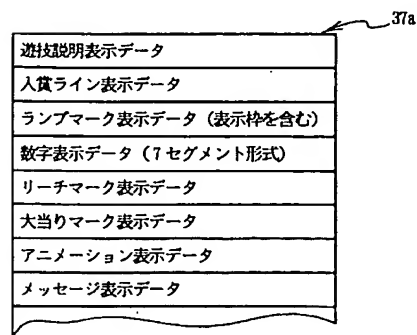 37a
遊技説明表示データ
入賞ライン表示データ
ランプマーク表示データ (表示枠を含む)
数字表示データ (7セグメント形式)
リーチマーク表示データ
大当りマーク表示データ
アニメーション表示データ
メッセージ表示データ